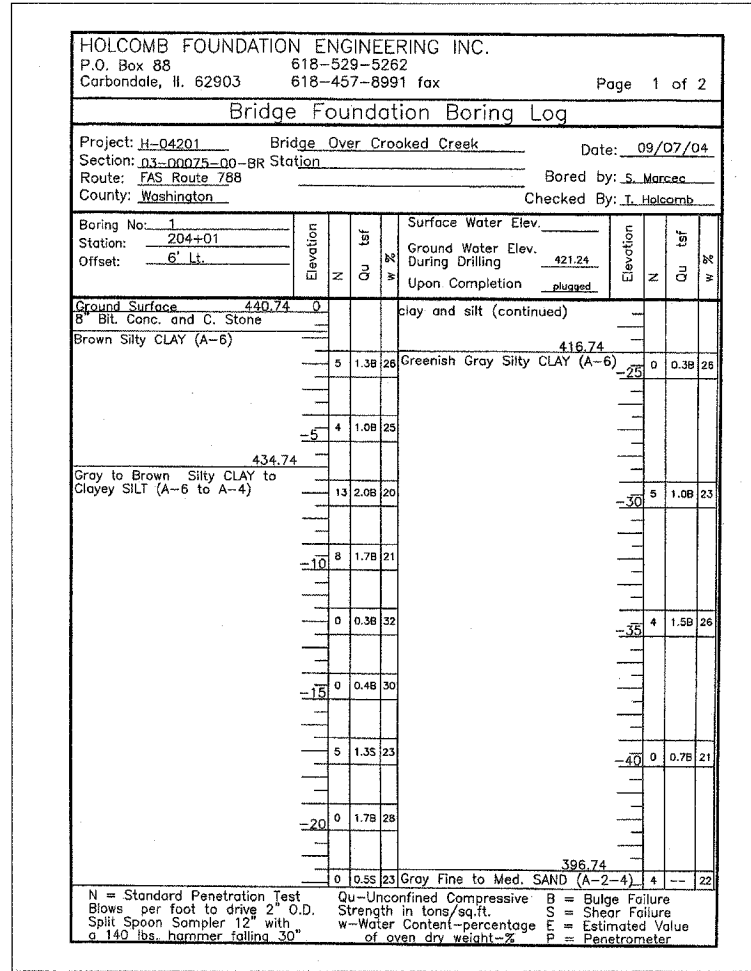 HOLCOMB FOUNDATION ENGINEERING INC.
P.O. Box 88 618-529-5262
Carbondale, Il. 62903 618-457-8991 fax Page 1 of 2
Bridge Foundation Boring Log
Project: H-04201 Bridge Over Crooked Creek Date: 09/07/04
Section: 03-00075-00-BR Station
Route: FAS Route 788 Bored by: S. Marcec
County: Washington Checked By: T. Holcomb
Boring No: 1
Station: 204+01
Offset: 6' Lt.
Elevation
N
Qu tsf
w %
Surface Water Elev.
Ground Water Elev.
During Drilling 421.24
Upon Completion plugged
Elevation
N
Qu tsf
w %
Ground Surface 440.74 0
8" Bit. Conc. and C. Stone
Brown Silty CLAY (A-6)
5 1.3B 26
-5 4 1.0B 25
434.74
Gray to Brown Silty CLAY to
Clayey SILT (A-6 to A-4)
13 2.0B 20
-10 8 1.7B 21
0 0.3B 32
-15 0 0.4B 30
5 1.3S 23
-20 0 1.7B 28
0 0.5S 23
clay and silt (continued)
416.74
Greenish Gray Silty CLAY (A-6)
-25 0 0.3B 26
-30 5 1.0B 23
-35 4 1.5B 26
-40 0 0.7B 21
396.74
Gray Fine to Med. SAND (A-2-4) 4 -- 22
N = Standard Penetration Test
Blows per foot to drive 2" O.D.
Split Spoon Sampler 12" with
a 140 lbs. hammer falling 30"
Qu-Unconfined Compressive
Strength in tons/sq.ft.
w-Water Content-percentage
of oven dry weight-%
B = Bulge Failure
S = Shear Failure
E = Estimated Value
P = Penetrometer